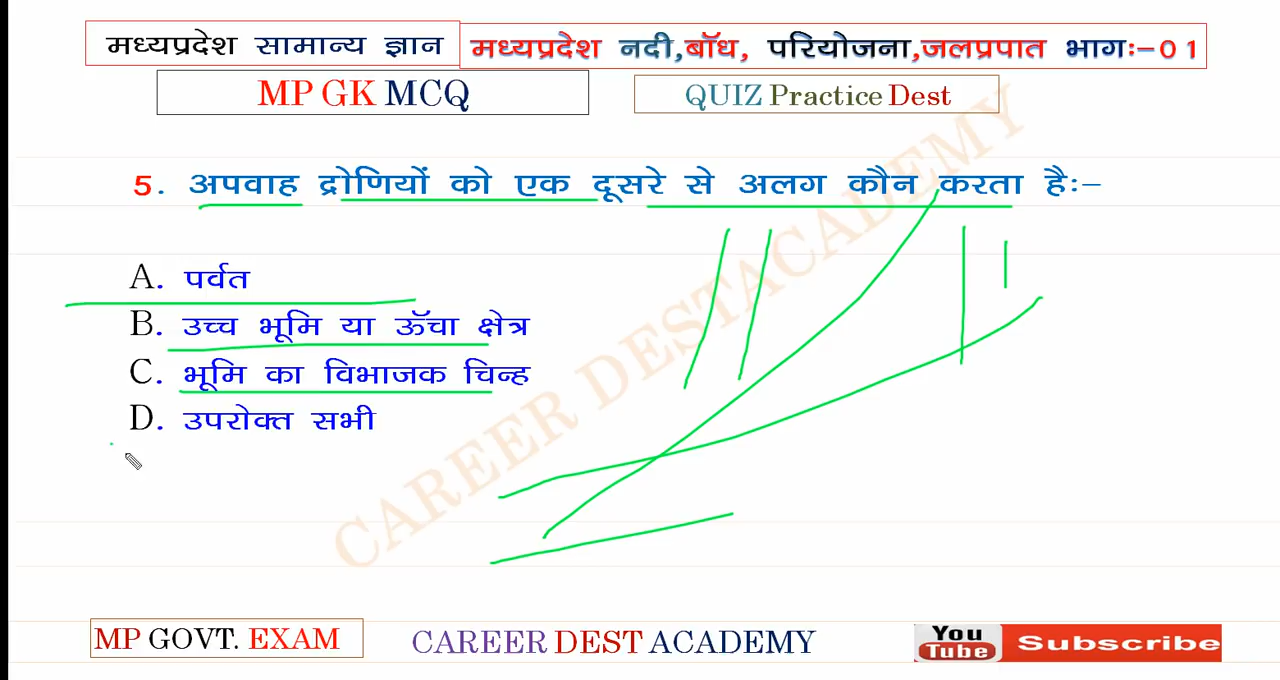 मध्यप्रदेश सामान्य ज्ञान
मध्यप्रदेश नदी,बॉध, परियोजना,जलप्रपात भागः-01
MP GK MCQ
QUIZ Practice Dest
5. अपवाह द्रोणियों को एक दूसरे से अलग कौन करता हैः-
A. पर्वत
B. उच्च भूमि या ऊँचा क्षेत्र
C. भूमि का विभाजक चिन्ह
D. उपरोक्त सभी
CAREER DESTACADEMY
MP GOVT. EXAM
CAREER DEST ACADEMY
You
Tube
Subscribe